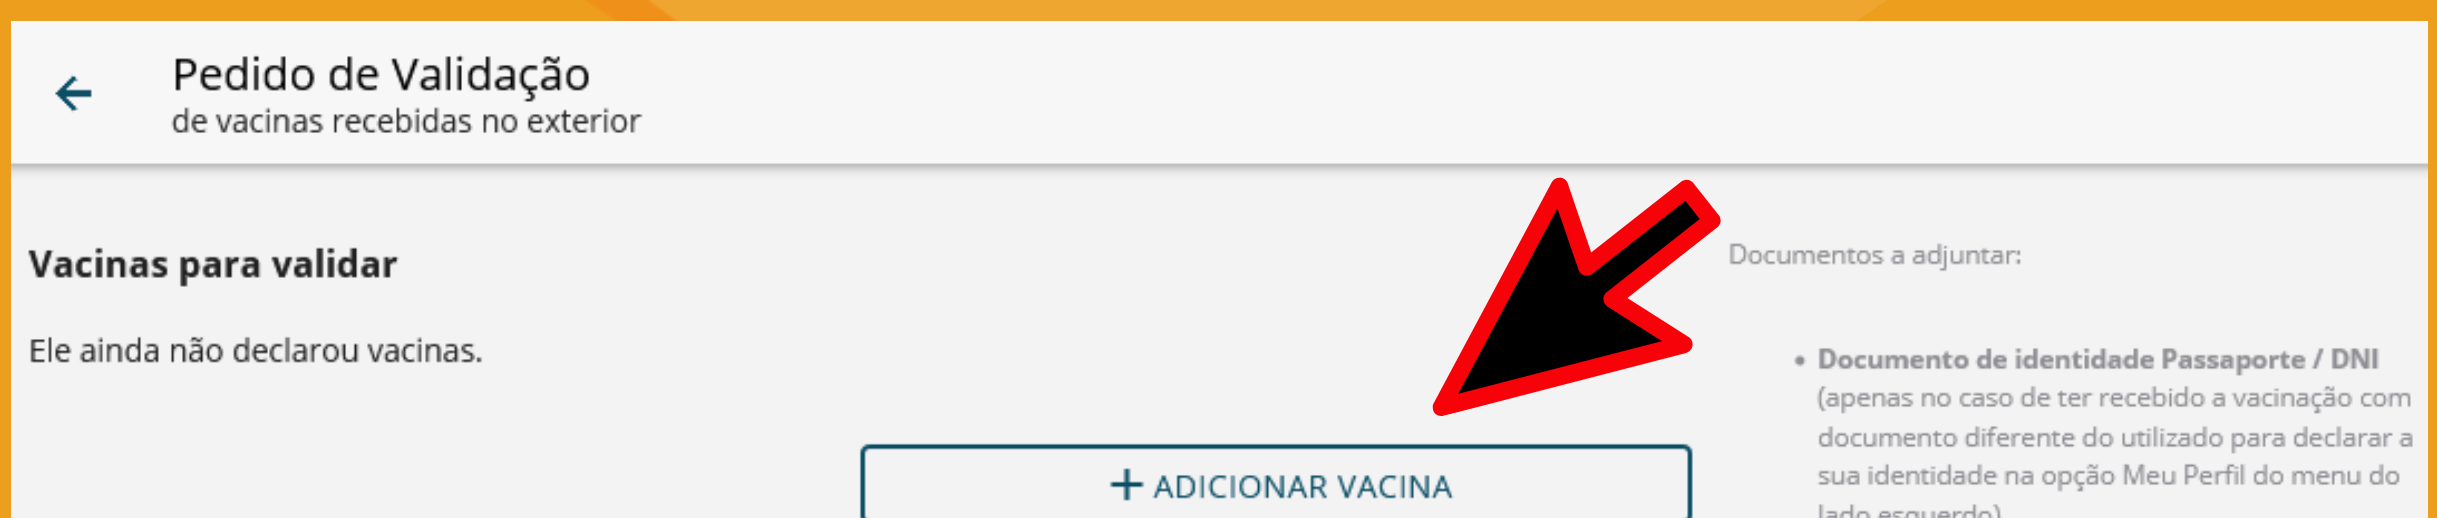 Pedido de Validação
de vacinas recebidas no exterior
Vacinas para validar
Ele ainda não declarou vacinas.
+ ADICIONAR VACINA
Documentos a adjuntar:
• Documento de identidade Passaporte / DNI
(apenas no caso de ter recebido a vacinação com
documento diferente do utilizado para declarar a
sua identidade na opção Meu Perfil do menu do
lado esquerdo)